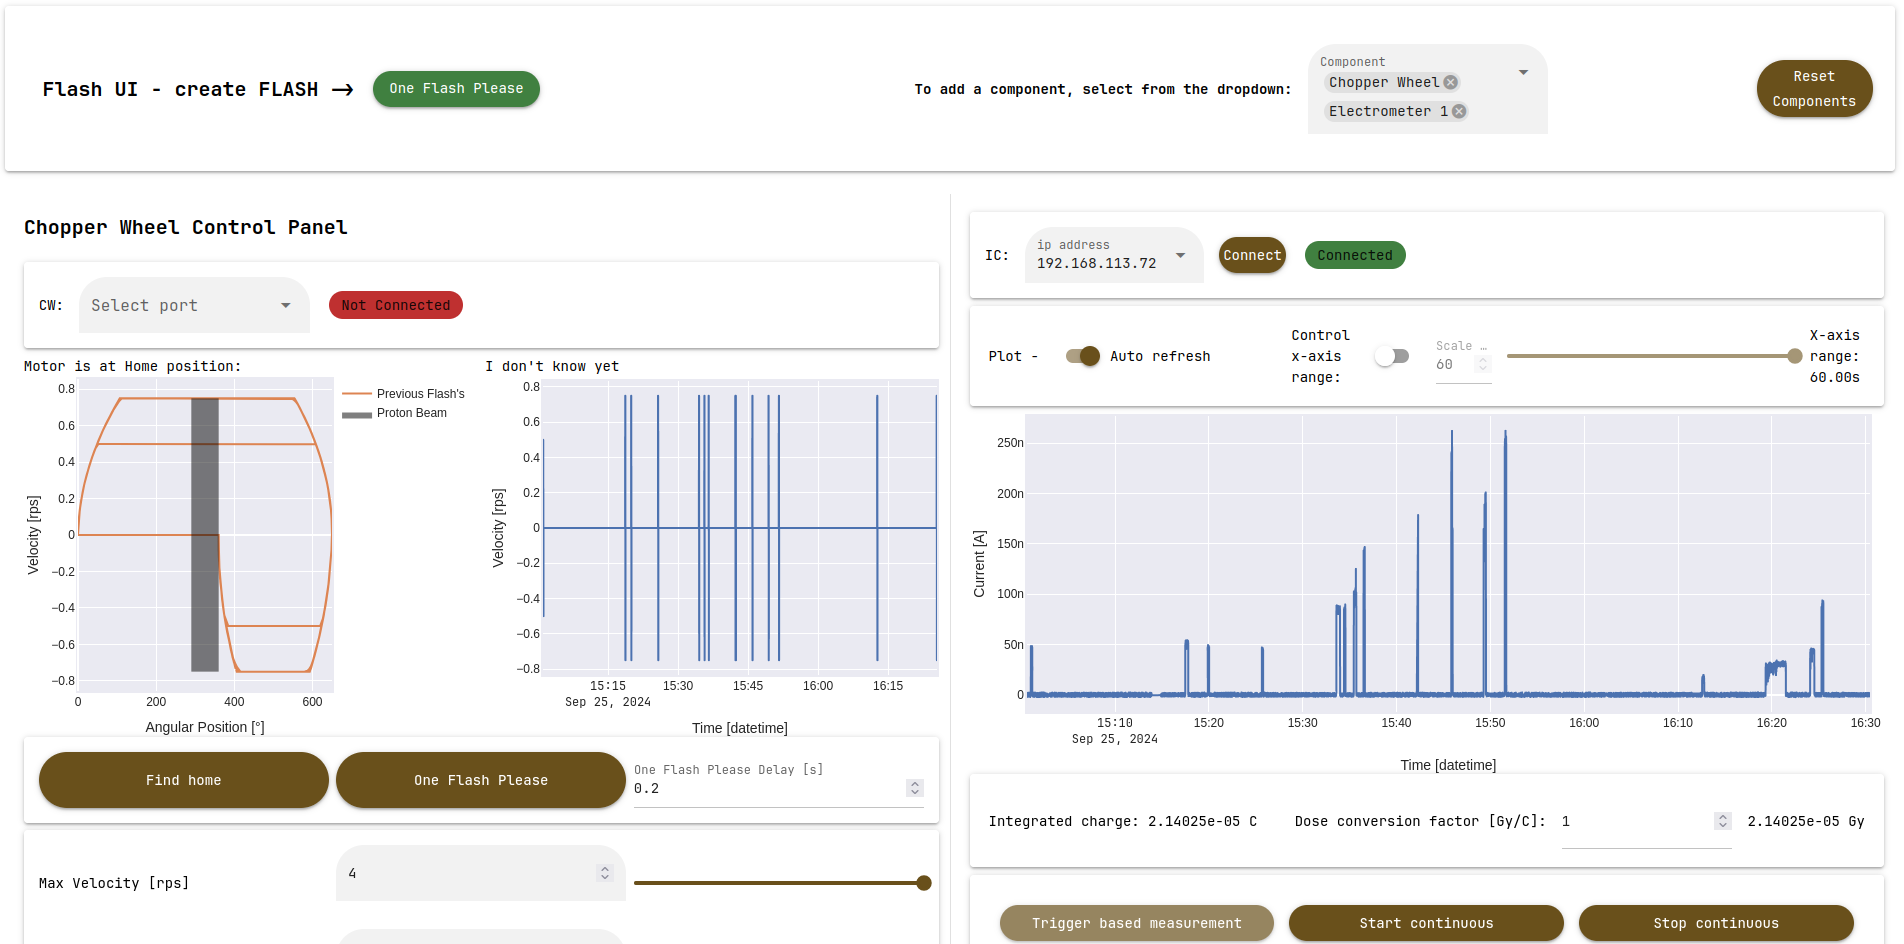 Flash UI - create FLASH ->
One Flash Please
To add a component, select from the dropdown:
Component
Chopper Wheel
Electrometer 1
Reset
Components
Chopper Wheel Control Panel
CW:
Select port
Not Connected
Motor is at Home position:
0.8
0.6
0.4
0.2
0
−0.2
−0.4
−0.6
−0.8
Velocity [rps]
0
200
400
600
Angular Position [°]
Previous Flash's
Proton Beam
I don't know yet
0.8
0.6
0.4
0.2
0
−0.2
−0.4
−0.6
−0.8
Velocity [rps]
15:15
15:30
15:45
16:00
16:15
Sep 25, 2024
Time [datetime]
Find home
One Flash Please
One Flash Please Delay [s]
0.2
Max Velocity [rps]
4
IC:
ip address
192.168.113.72
Connect
Connected
Plot -
Auto refresh
Control
x-axis
range:
Scale …
60
X-axis
range:
60.00s
250n
200n
150n
100n
50n
0
Current [A]
15:10
15:20
15:30
15:40
15:50
16:00
16:10
16:20
16:30
Sep 25, 2024
Time [datetime]
Integrated charge: 2.14025e-05 C
Dose conversion factor [Gy/C]:
1
2.14025e-05 Gy
Trigger based measurement
Start continuous
Stop continuous